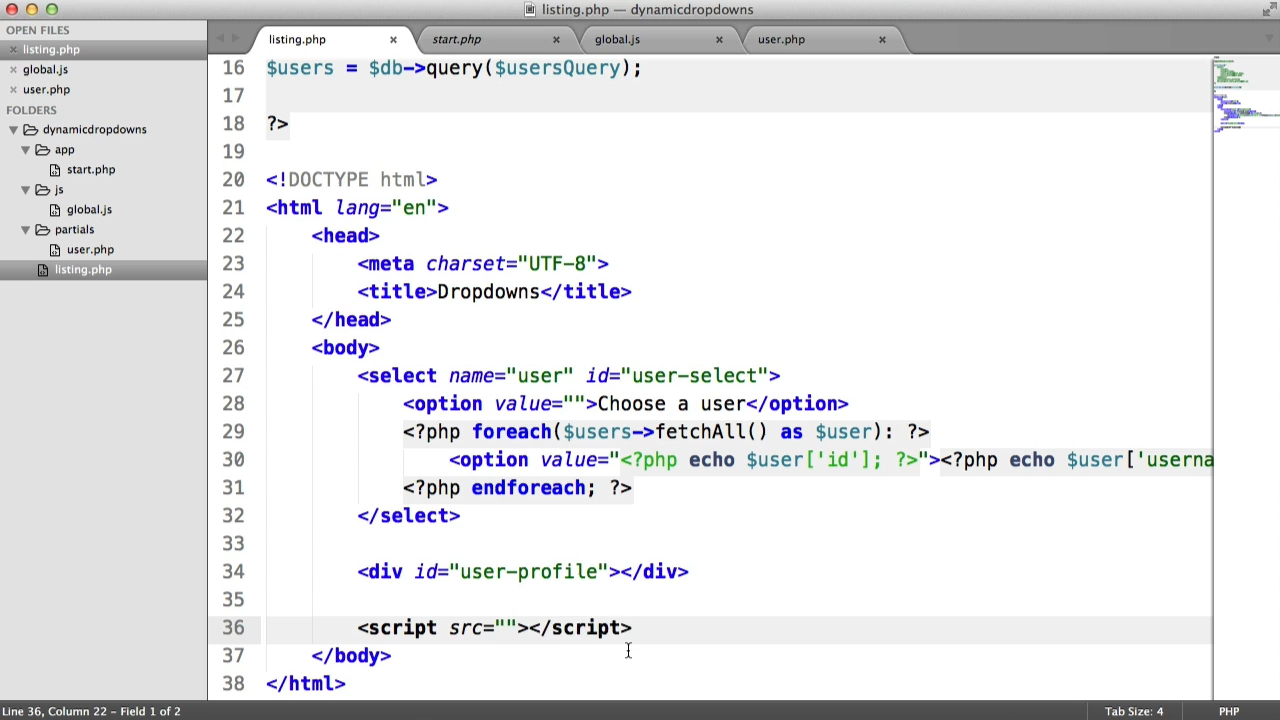 listing.php — dynamicdropdowns
OPEN FILES
listing.php
global.js
user.php
FOLDERS
dynamicdropdowns
app
start.php
js
global.js
partials
user.php
listing.php
listing.php start.php global.js user.php
16 $users = $db->query($usersQuery);
17
18 ?>
19
20 <!DOCTYPE html>
21 <html lang="en">
22 <head>
23 <meta charset="UTF-8">
24 <title>Dropdowns</title>
25 </head>
26 <body>
27 <select name="user" id="user-select">
28 <option value="">Choose a user</option>
29 <?php foreach($users->fetchAll() as $user): ?>
30 <option value="<?php echo $user['id']; ?>"><?php echo $user['userna
31 <?php endforeach; ?>
32 </select>
33
34 <div id="user-profile"></div>
35
36 <script src=""></script>
37 </body>
38 </html>
Line 36, Column 22 – Field 1 of 2
Tab Size: 4 PHP